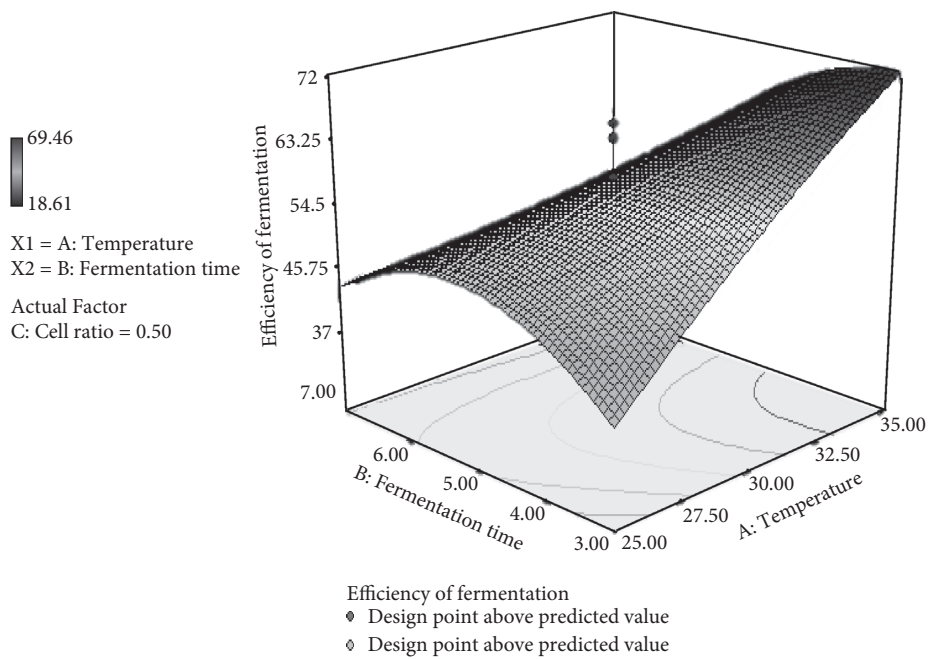 69.46
18.61
X1 = A: Temperature
X2 = B: Fermentation time
Actual Factor
C: Cell ratio = 0.50
Efficiency of fermentation
72
63.25
54.5
45.75
37
7.00
6.00
5.00
4.00
3.00
B: Fermentation time
25.00
27.50
30.00
32.50
35.00
A: Temperature
Efficiency of fermentation
Design point above predicted value
Design point above predicted value